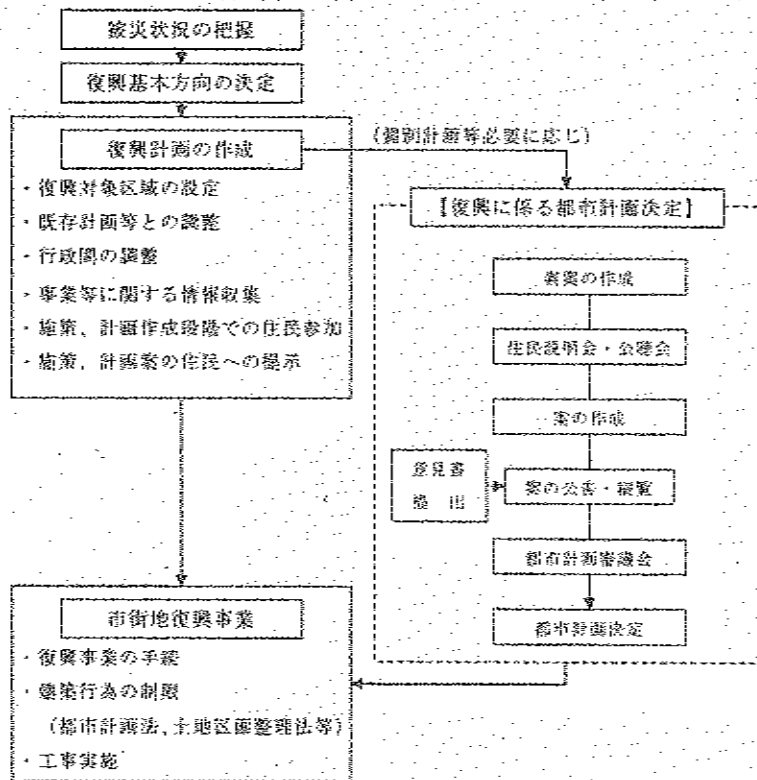 被災状況の把握
復興基本方向の決定
復興計画の作成
・復興対象区域の設定
・既存計画等との調整
・行政間の調整
・事業等に関する情報収集
・施策、計画作成段階での住民参加
・施策、計画案の住民への提示
(個別計画等必要に応じ)
【復興に係る都市計画決定】
素案の作成
住民説明会・公聴会
案の作成
意見書
提出
案の公告・縦覧
都市計画審議会
都市計画決定
市街地復興事業
・復興事業の手続
・建築行為の制限
(都市計画法、土地区画整理法等)
・工事実施